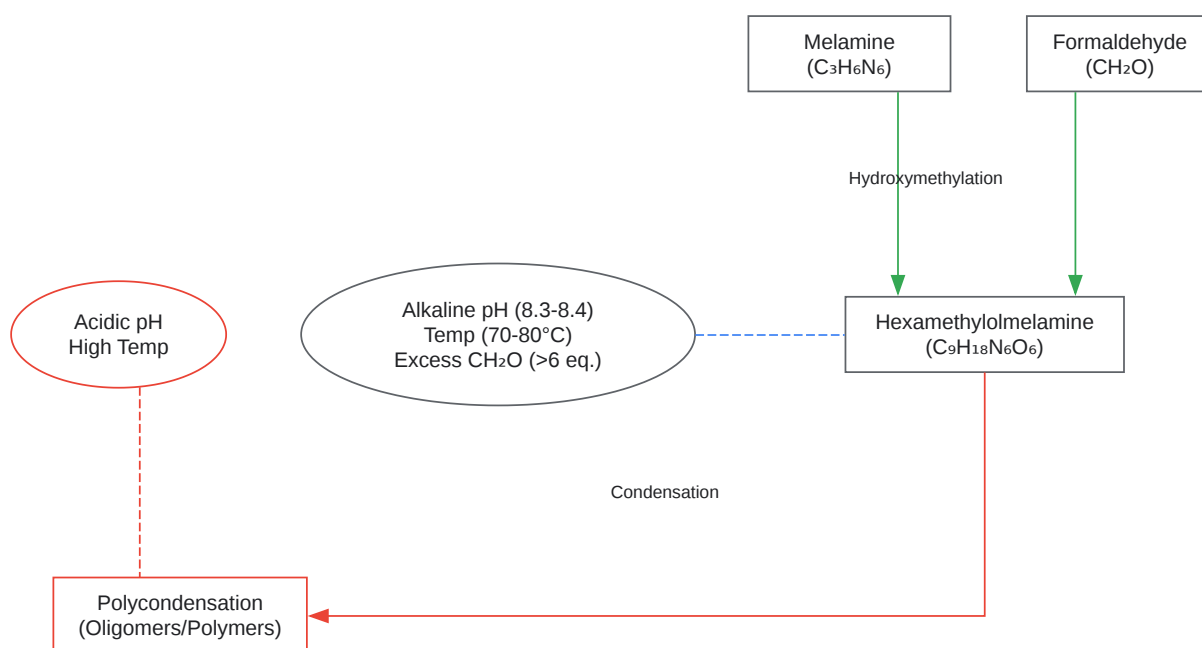 Melamine
(C₃H₆N₆)
Formaldehyde
(CH₂O)
Hydroxymethylation
Alkaline pH (8.3-8.4)
Temp (70-80°C)
Excess CH₂O (>6 eq.)
Hexamethylolmelamine
(C₉H₁₈N₆O₆)
Acidic pH
High Temp
Condensation
Polycondensation
(Oligomers/Polymers)